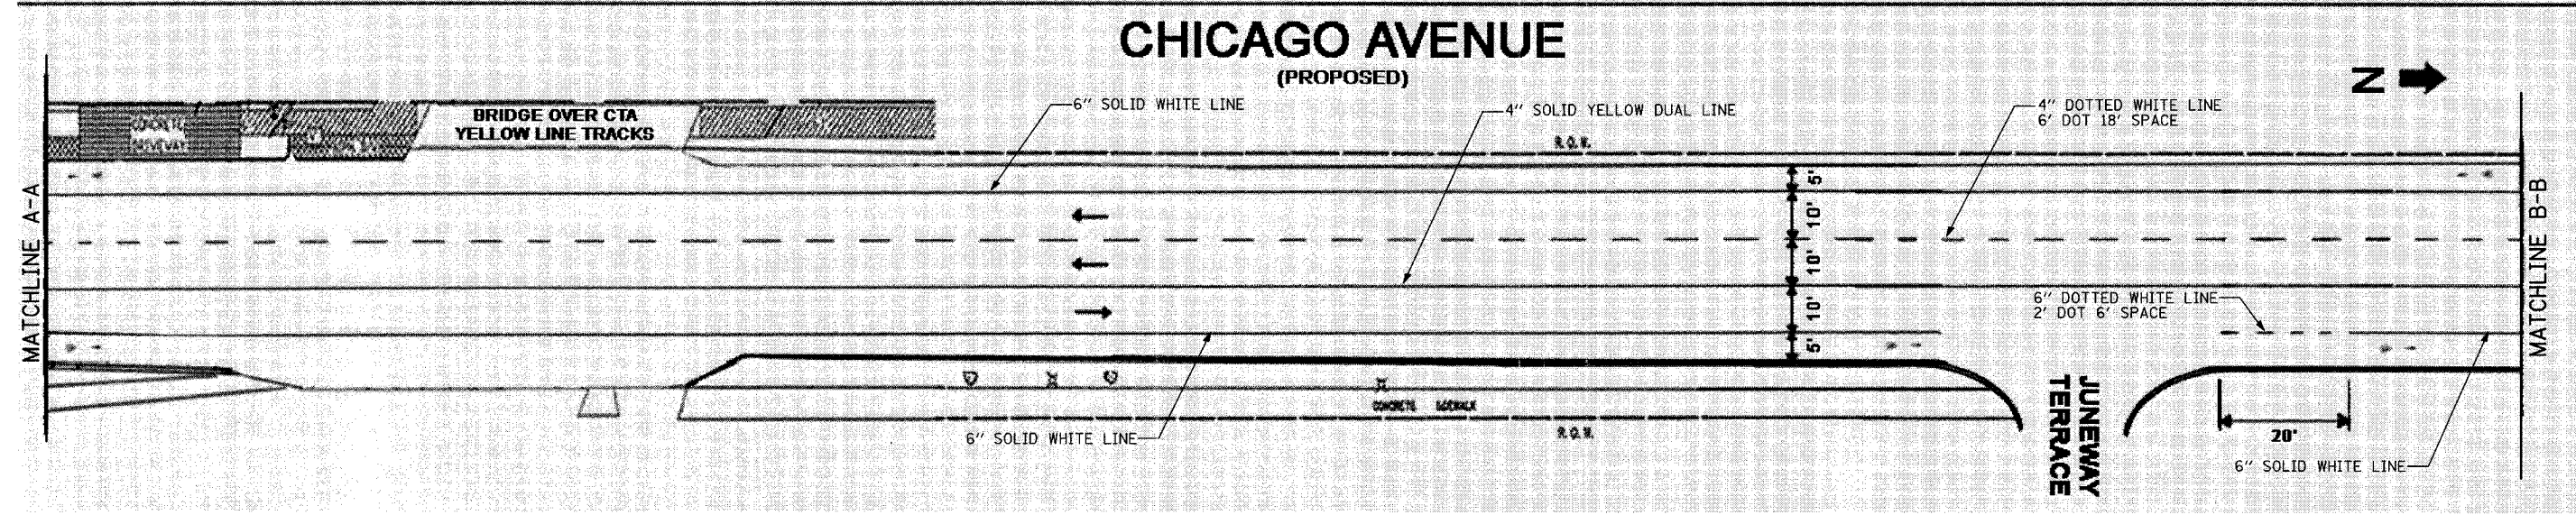 CHICAGO AVENUE
(PROPOSED)
N
BRIDGE OVER CTA
YELLOW LINE TRACKS
CONCRETE
DRIVEWAY
6" SOLID WHITE LINE
4" SOLID YELLOW DUAL LINE
4" DOTTED WHITE LINE
6' DOT 18' SPACE
R.O.W.
MATCHLINE A-A
MATCHLINE B-B
5'
10'
10'
10'
5'
6" DOTTED WHITE LINE
2' DOT 6' SPACE
CONCRETE SIDEWALK
6" SOLID WHITE LINE
R.O.W.
JUNEWAY
TERRACE
20'
6" SOLID WHITE LINE